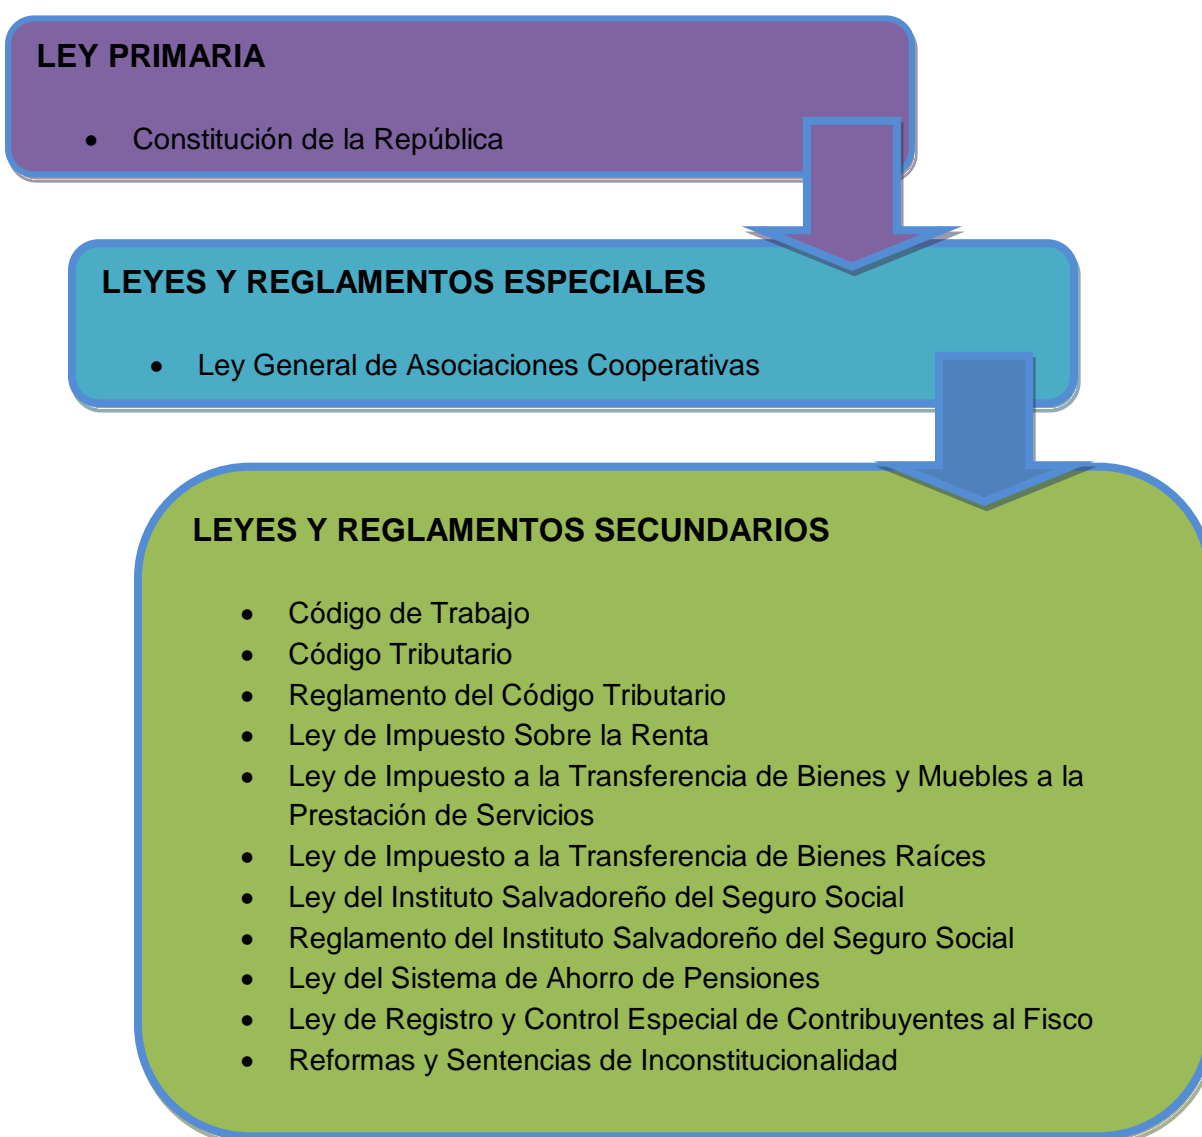 LEY PRIMARIA
• Constitución de la República
LEYES Y REGLAMENTOS ESPECIALES
• Ley General de Asociaciones Cooperativas
LEYES Y REGLAMENTOS SECUNDARIOS
• Código de Trabajo
• Código Tributario
• Reglamento del Código Tributario
• Ley de Impuesto Sobre la Renta
• Ley de Impuesto a la Transferencia de Bienes y Muebles a la
Prestación de Servicios
• Ley de Impuesto a la Transferencia de Bienes Raíces
• Ley del Instituto Salvadoreño del Seguro Social
• Reglamento del Instituto Salvadoreño del Seguro Social
• Ley del Sistema de Ahorro de Pensiones
• Ley de Registro y Control Especial de Contribuyentes al Fisco
• Reformas y Sentencias de Inconstitucionalidad